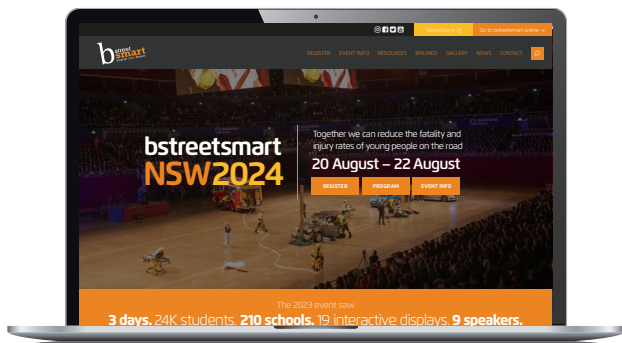 School log in
Go to bstreetsmart online →
b street smart
REGISTER EVENT INFO RESOURCES BFILMED GALLERY NEWS CONTACT
bstreetsmart
NSW2024
Together we can reduce the fatality and
injury rates of young people on the road
20 August – 22 August
REGISTER PROGRAM EVENT INFO
The 2023 event saw
3 days. 24K students. 210 schools. 19 interactive displays. 9 speakers.